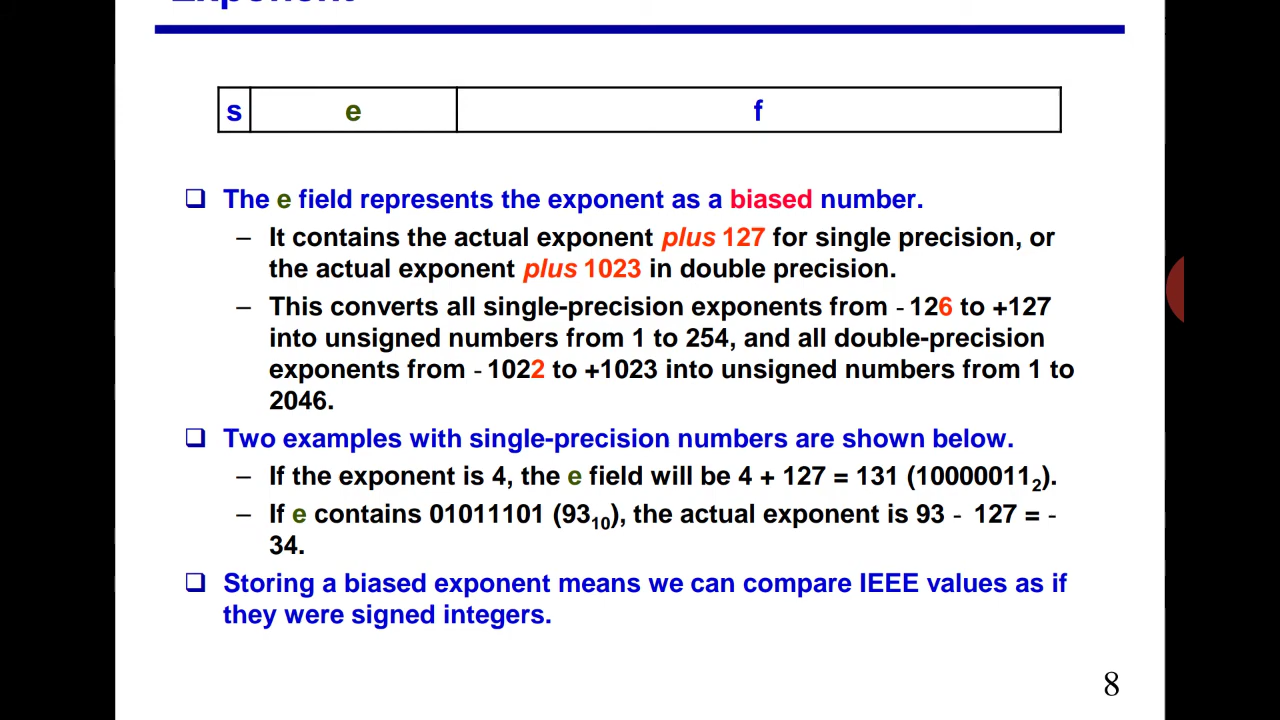 Exponent
s e f
❑ The e field represents the exponent as a biased number.
– It contains the actual exponent plus 127 for single precision, or
the actual exponent plus 1023 in double precision.
– This converts all single-precision exponents from -126 to +127
into unsigned numbers from 1 to 254, and all double-precision
exponents from -1022 to +1023 into unsigned numbers from 1 to
2046.
❑ Two examples with single-precision numbers are shown below.
– If the exponent is 4, the e field will be 4 + 127 = 131 (10000011₂).
– If e contains 01011101 (93₁₀), the actual exponent is 93 - 127 = -
34.
❑ Storing a biased exponent means we can compare IEEE values as if
they were signed integers.
8